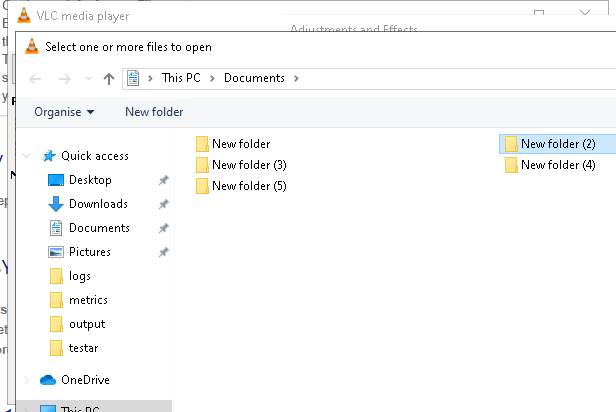 VLC media player
Adjustments and Effects
Select one or more files to open
This PC
Documents
Organise
New folder
Quick access
Desktop
Downloads
Documents
Pictures
logs
metrics
output
testar
OneDrive
This PC
New folder
New folder (2)
New folder (3)
New folder (4)
New folder (5)